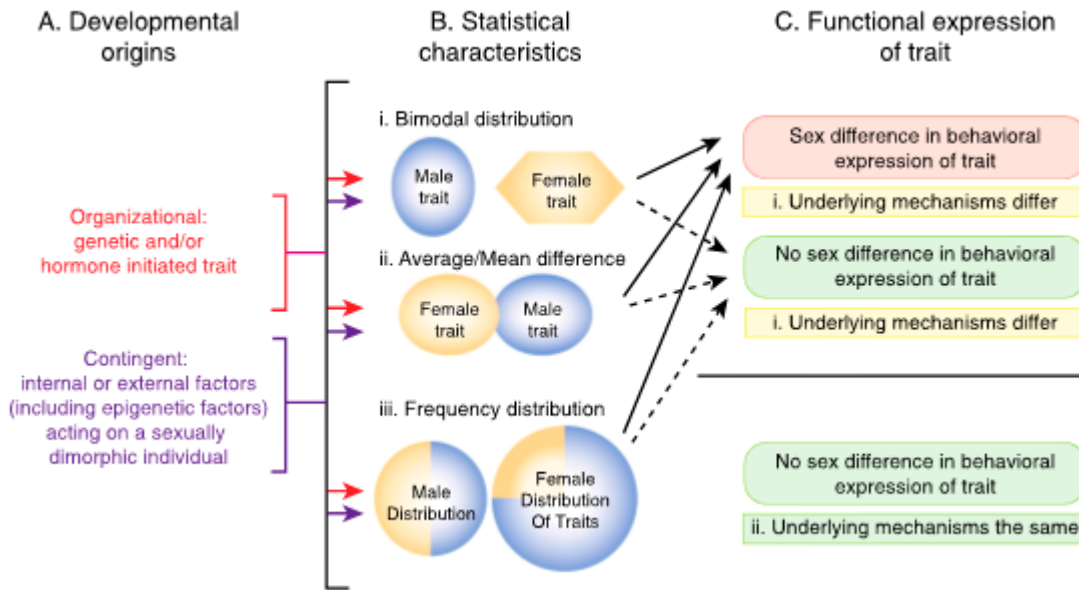 A. Developmental
origins
B. Statistical
characteristics
C. Functional expression
of trait
Organizational:
genetic and/or
hormone initiated trait
Contingent:
internal or external factors
(including epigenetic factors)
acting on a sexually
dimorphic individual
i. Bimodal distribution
Male
trait
Female
trait
ii. Average/Mean difference
Female
trait
Male
trait
iii. Frequency distribution
Male
Distribution
Female
Distribution
Of Traits
Sex difference in behavioral
expression of trait
i. Underlying mechanisms differ
No sex difference in behavioral
expression of trait
i. Underlying mechanisms differ
No sex difference in behavioral
expression of trait
ii. Underlying mechanisms the same